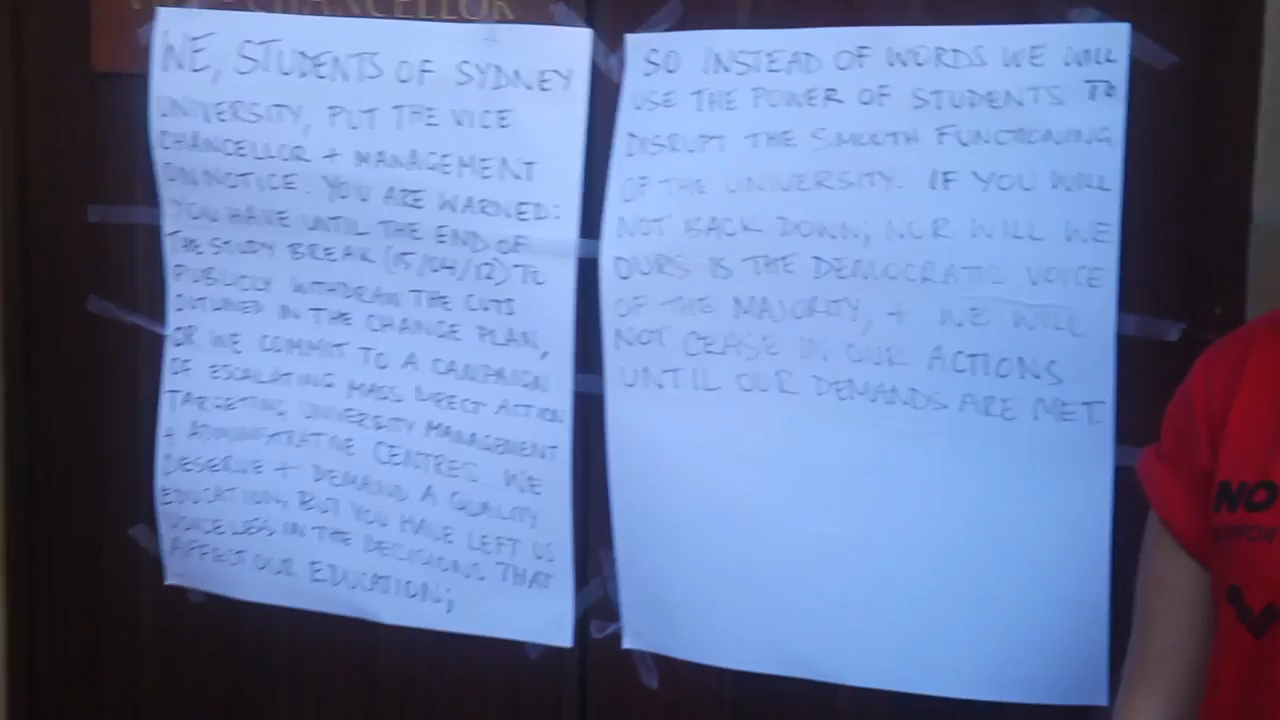 CHANCELLOR
WE, STUDENTS OF SYDNEY
UNIVERSITY, PUT THE VICE
CHANCELLOR + MANAGEMENT
ON NOTICE. YOU ARE WARNED:
YOU HAVE UNTIL THE END OF
THE STUDY BREAK (15/04/12) TO
PUBLICLY WITHDRAW THE CUTS
OUTLINED IN THE CHANGE PLAN,
OR WE COMMIT TO A CAMPAIGN
OF ESCALATING MASS DIRECT ACTION
TARGETING UNIVERSITY MANAGEMENT
+ ADMINISTRATIVE CENTRES. WE
DESERVE + DEMAND A QUALITY
EDUCATION, BUT YOU HAVE LEFT US
VOICELESS IN THE DECISIONS THAT
AFFECT OUR EDUCATION;
SO INSTEAD OF WORDS WE WILL
USE THE POWER OF STUDENTS TO
DISRUPT THE SMOOTH FUNCTIONING
OF THE UNIVERSITY. IF YOU WILL
NOT BACK DOWN; NOR WILL WE
OURS IS THE DEMOCRATIC VOICE
OF THE MAJORITY, + WE WILL
NOT CEASE IN OUR ACTIONS
UNTIL OUR DEMANDS ARE MET.
NO